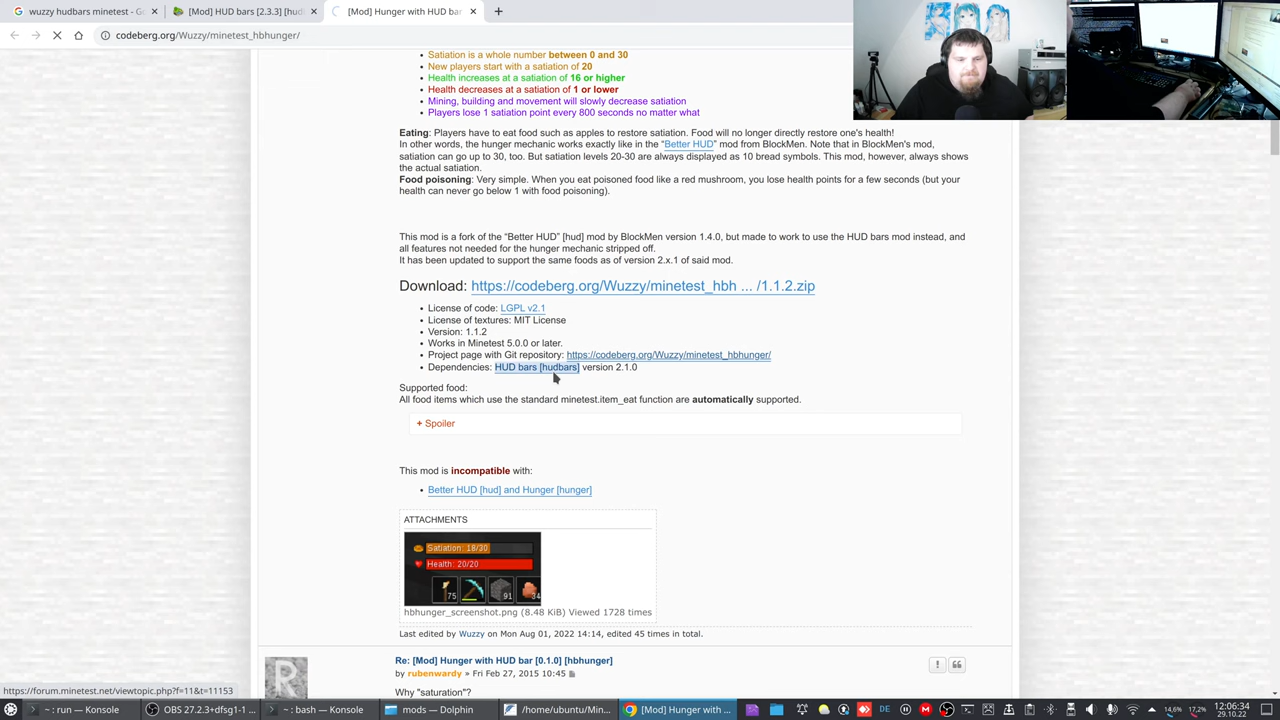 wuzzy hudbars minetest - Go
[Mod] HUD bars [2.3.3] [hudb
[Mod] Hunger with HUD bar
codeberg.org/Wuzzy/minetest_hbhunger/
Satiation is a whole number between 0 and 30
New players start with a satiation of 20
Health increases at a satiation of 16 or higher
Health decreases at a satiation of 1 or lower
Mining, building and movement will slowly decrease satiation
Players lose 1 satiation point every 800 seconds no matter what
Eating: Players have to eat food such as apples to restore satiation. Food will no longer directly restore one's health!
In other words, the hunger mechanic works exactly like in the “Better HUD” mod from BlockMen. Note that in BlockMen's mod,
satiation can go up to 30, too. But satiation levels 20-30 are always displayed as 10 bread symbols. This mod, however, always shows
the actual satiation.
Food poisoning: Very simple. When you eat poisoned food like a red mushroom, you lose health points for a few seconds (but your
health can never go below 1 with food poisoning).
This mod is a fork of the “Better HUD” [hud] mod by BlockMen version 1.4.0, but made to work to use the HUD bars mod instead, and
all features not needed for the hunger mechanic stripped off.
It has been updated to support the same foods as of version 2.x.1 of said mod.
Download: https://codeberg.org/Wuzzy/minetest_hbh ... /1.1.2.zip
License of code: LGPL v2.1
License of textures: MIT License
Version: 1.1.2
Works in Minetest 5.0.0 or later.
Project page with Git repository: https://codeberg.org/Wuzzy/minetest_hbhunger/
Dependencies: HUD bars [hudbars] version 2.1.0
Supported food:
All food items which use the standard minetest.item_eat function are automatically supported.
+ Spoiler
This mod is incompatible with:
Better HUD [hud] and Hunger [hunger]
ATTACHMENTS
Satiation: 18/30
Health: 20/20
75 91 34
hbhunger_screenshot.png (8.48 KiB) Viewed 1728 times
Last edited by Wuzzy on Mon Aug 01, 2022 14:14, edited 45 times in total.
Re: [Mod] Hunger with HUD bar [0.1.0] [hbhunger]
by rubenwardy » Fri Feb 27, 2015 10:45
Why "saturation"?
https://forum.minetest.net/viewtopic.php?f=11&t=11153
~ : run — Konsole
OBS 27.2.3+dfsg1-1 ...
~ : bash — Konsole
mods — Dolphin
/home/ubuntu/Min...
[Mod] Hunger with ...
14,6%
17,2%
DE
12:06:34
29.10.22